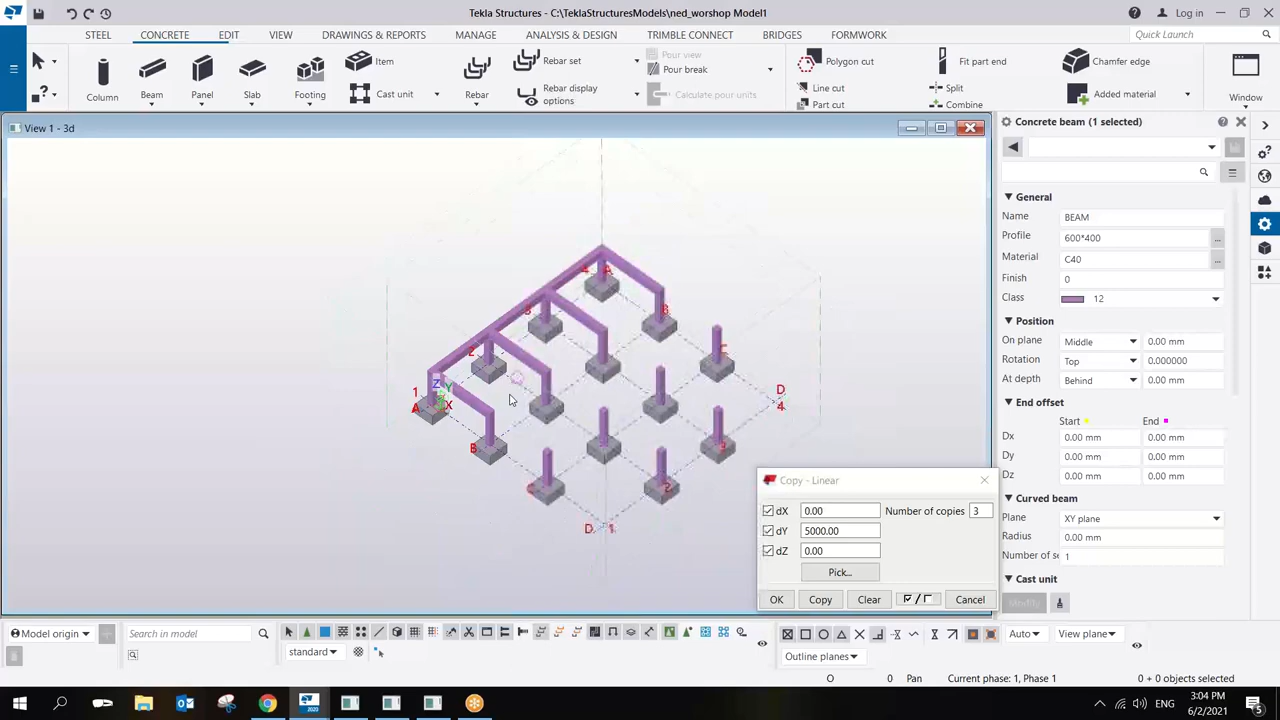 Tekla Structures - C:\TeklaStructuresModels\ned_workshop Model1
Log in
STEEL CONCRETE EDIT VIEW DRAWINGS & REPORTS MANAGE ANALYSIS & DESIGN TRIMBLE CONNECT BRIDGES FORMWORK Quick Launch
Column Beam Panel Slab Footing
Item
Cast unit
Rebar
Rebar set
Rebar display options
Pour view
Pour break
Calculate pour units
Polygon cut
Line cut
Part cut
Fit part end
Split
Combine
Chamfer edge
Added material
Window
View 1 - 3d
4 A
3
B
2
C
1
A
Z
Y
X
D
4
B
3
C
2
D
1
Copy - Linear
dX 0.00 Number of copies 3
dY 5000.00
dZ 0.00
Pick...
OK Copy Clear / Cancel
Concrete beam (1 selected)
General
Name BEAM
Profile 600*400 ...
Material C40 ...
Finish 0
Class 12
Position
On plane Middle 0.00 mm
Rotation Top 0.000000
At depth Behind 0.00 mm
End offset
Start End
Dx 0.00 mm 0.00 mm
Dy 0.00 mm 0.00 mm
Dz 0.00 mm 0.00 mm
Curved beam
Plane XY plane
Radius 0.00 mm
Number of se 1
Cast unit
Modify
Model origin Search in model
standard
Auto View plane
Outline planes
O 0 Pan Current phase: 1, Phase 1 0 + 0 objects selected
2020
ENG
3:04 PM
6/2/2021
5